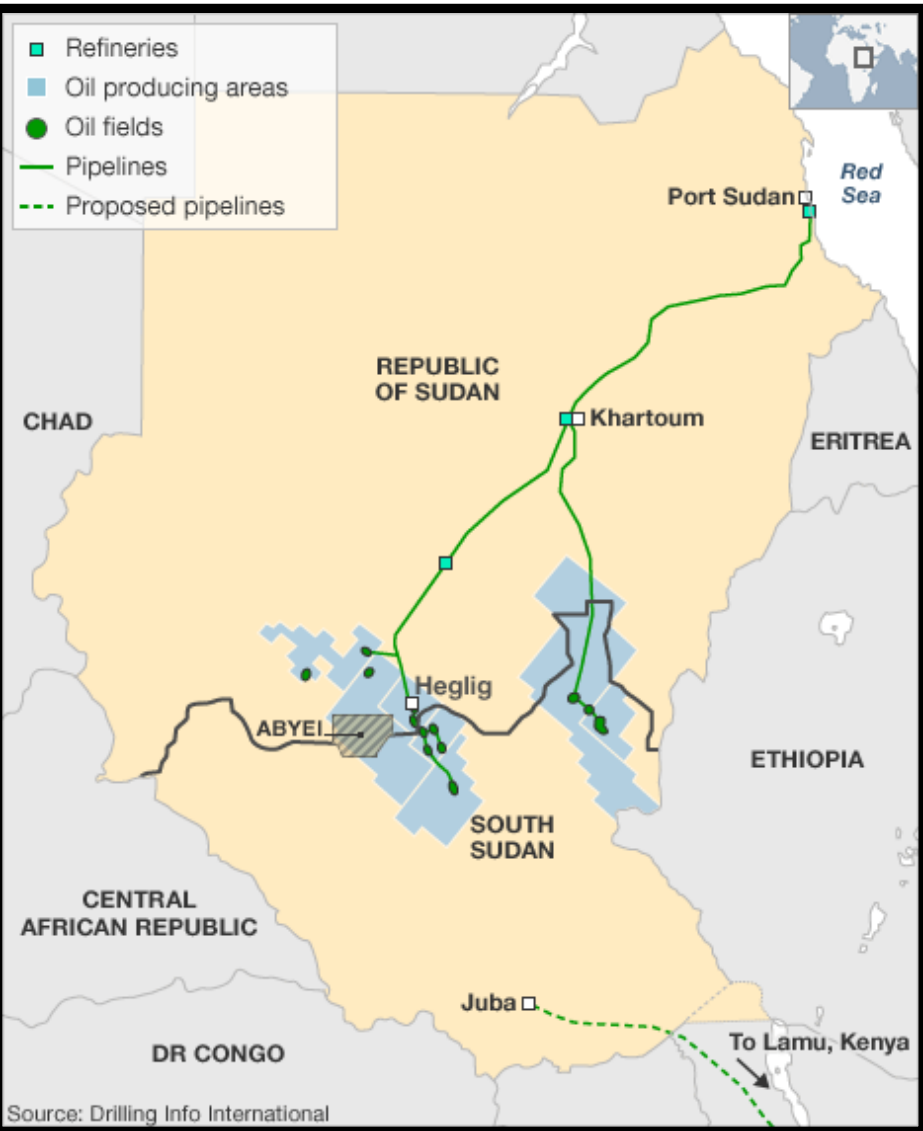 Refineries
Oil producing areas
Oil fields
Pipelines
Proposed pipelines
Red
Sea
Port Sudan
REPUBLIC
OF SUDAN
CHAD
Khartoum
ERITREA
Heglig
ABYEI
ETHIOPIA
SOUTH
SUDAN
CENTRAL
AFRICAN REPUBLIC
Juba
To Lamu, Kenya
DR CONGO
Source: Drilling Info International